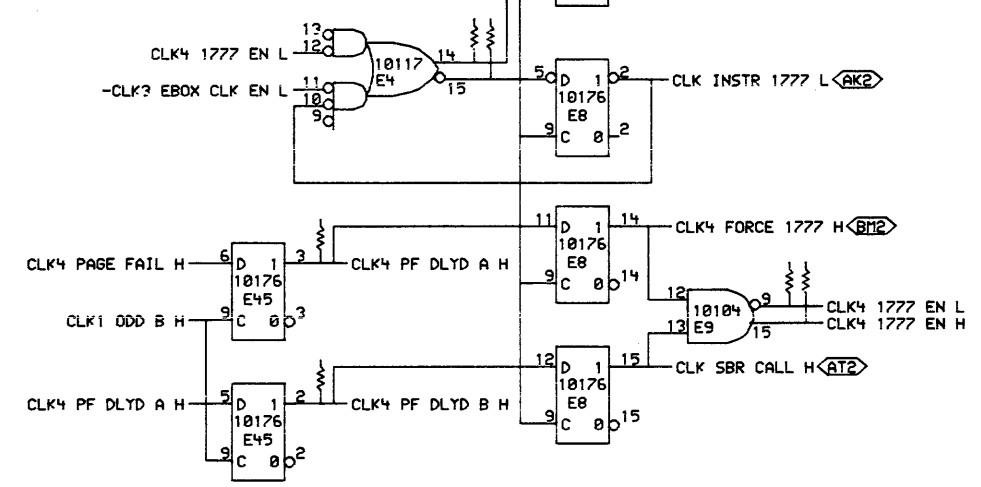 13
12
CLK4 1777 EN L
11
-CLK3 EBOX CLK EN L
10
9
10117
E4
14
15
5 D 1 2
10176
E8
9 C 0 2
CLK INSTR 1777 L AK2
11 D 1 14
10176
E8
9 C 0 14
CLK4 FORCE 1777 H BM2
CLK4 PAGE FAIL H 6 D 1 3
CLK4 PF DLYD A H
10176
E45
CLK1 ODD B H 9 C 0 3
12
10104
13 E9
9
CLK4 1777 EN L
15
CLK4 1777 EN H
12 D 1 15
10176
E8
9 C 0 15
CLK SBR CALL H AT2
CLK4 PF DLYD A H 5 D 1 2
CLK4 PF DLYD B H
10176
E45
9 C 0 2